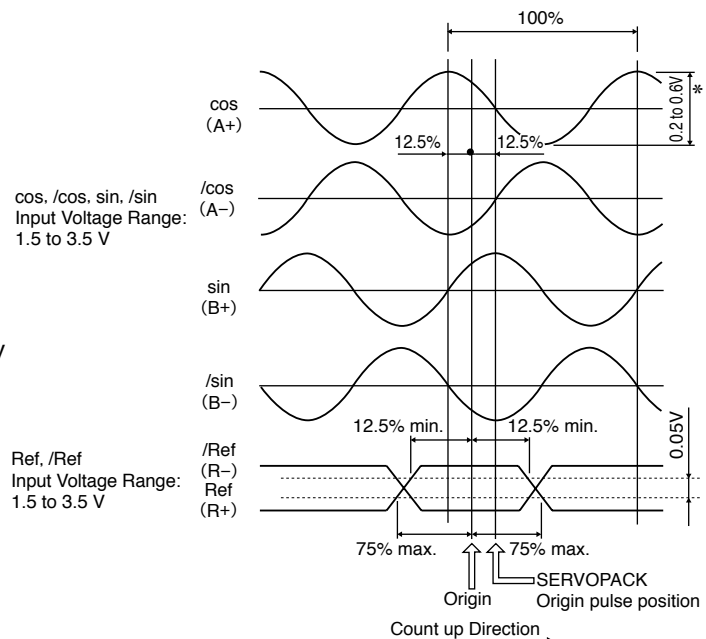 100%
cos
(A+)
0.2 to 0.6V
*
12.5%
12.5%
cos, /cos, sin, /sin
Input Voltage Range:
1.5 to 3.5 V
/cos
(A−)
sin
(B+)
/sin
(B−)
12.5% min.
12.5% min.
0.05V
Ref, /Ref
Input Voltage Range:
1.5 to 3.5 V
/Ref
(R−)
Ref
(R+)
75% max.
75% max.
Origin
SERVOPACK
Origin pulse position
Count up Direction